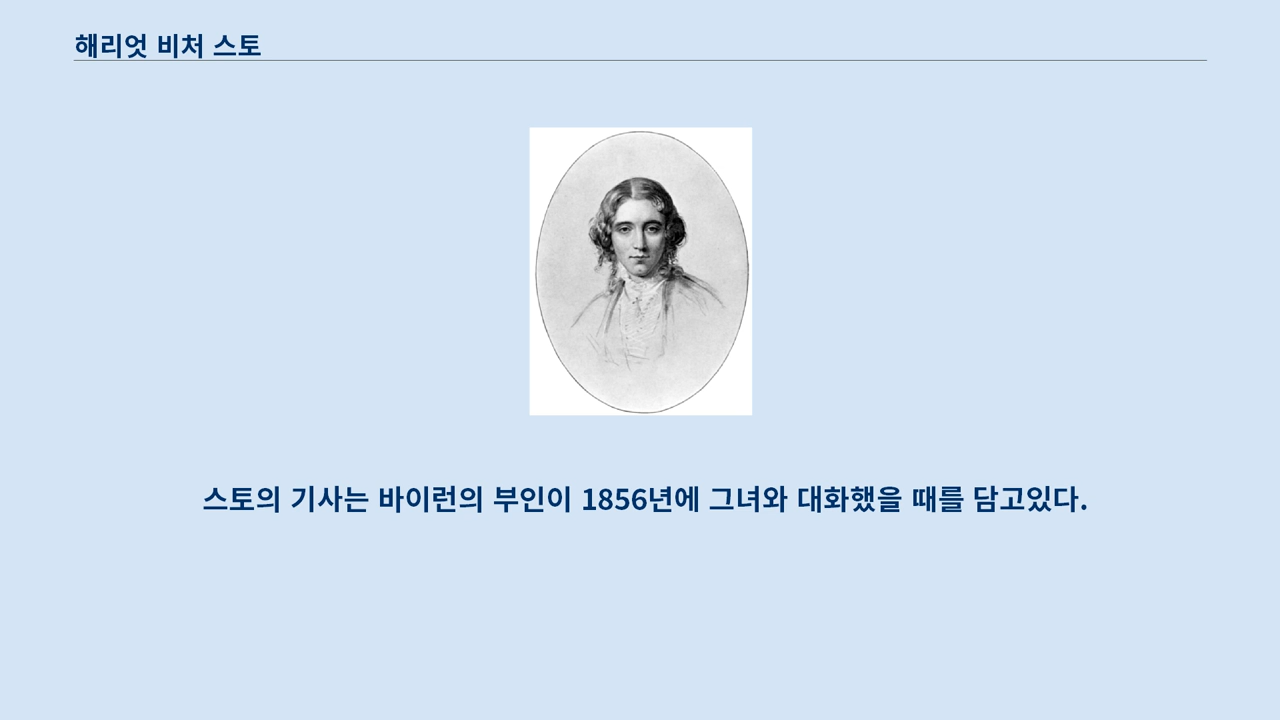 해리엇 비처 스토
스토의 기사는 바이런의 부인이 1856년에 그녀와 대화했을 때를 담고있다.